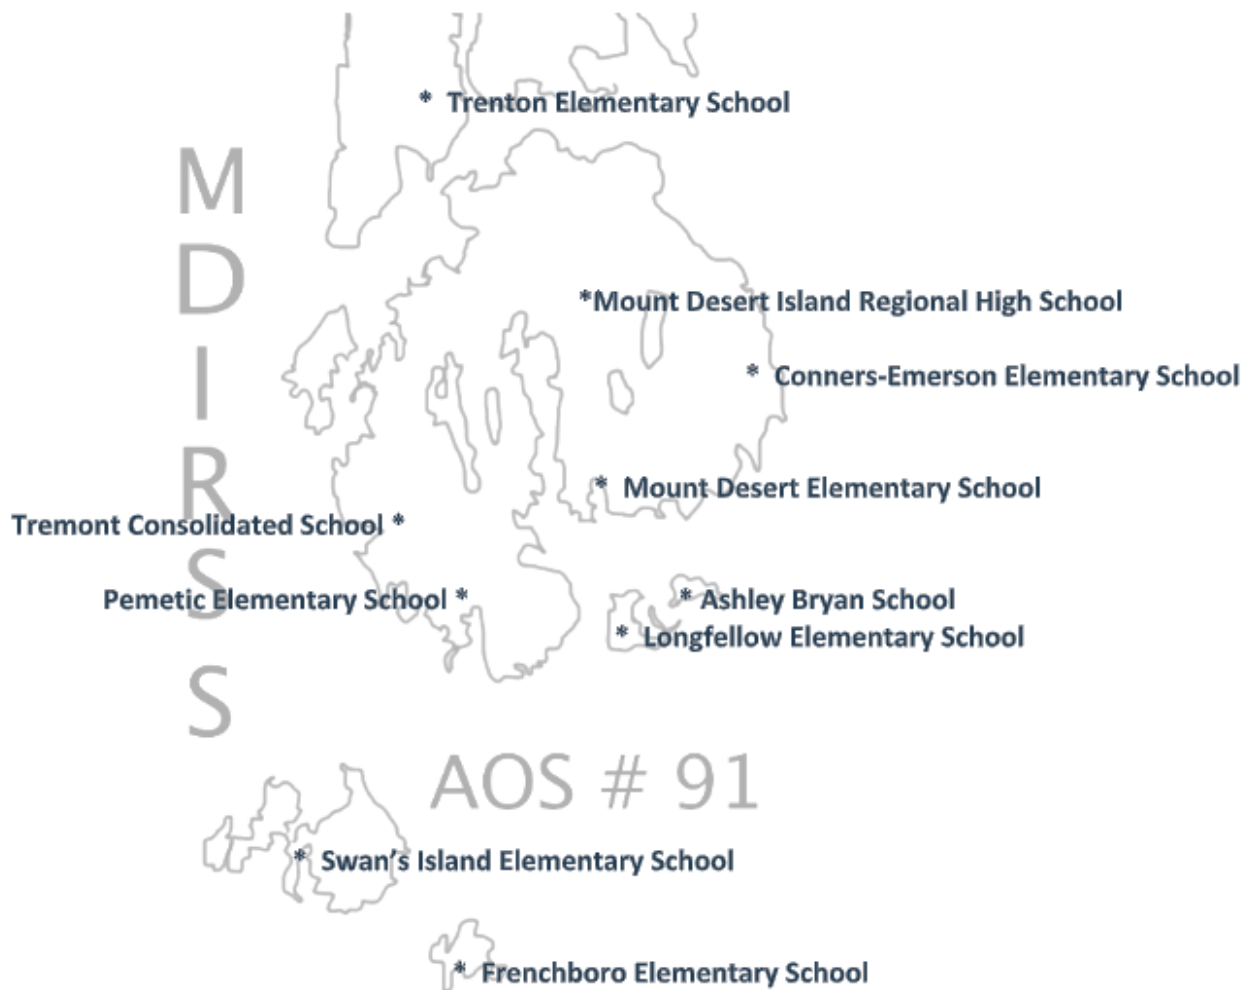 * Trenton Elementary School
M
D
I
R
S
S
*Mount Desert Island Regional High School
* Conners-Emerson Elementary School
* Mount Desert Elementary School
Tremont Consolidated School *
Pemetic Elementary School *
* Ashley Bryan School
* Longfellow Elementary School
AOS # 91
* Swan's Island Elementary School
* Frenchboro Elementary School